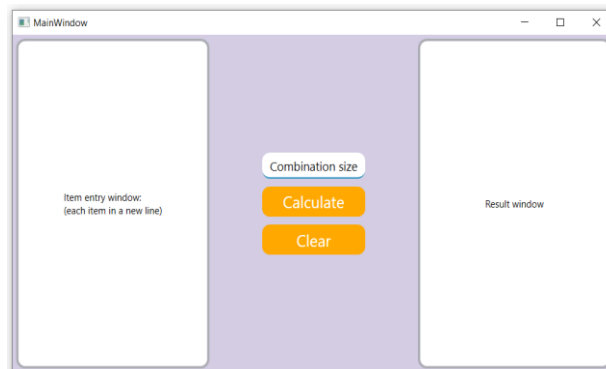 MainWindow
Item entry window:
(each item in a new line)
Combination size
Calculate
Clear
Result window